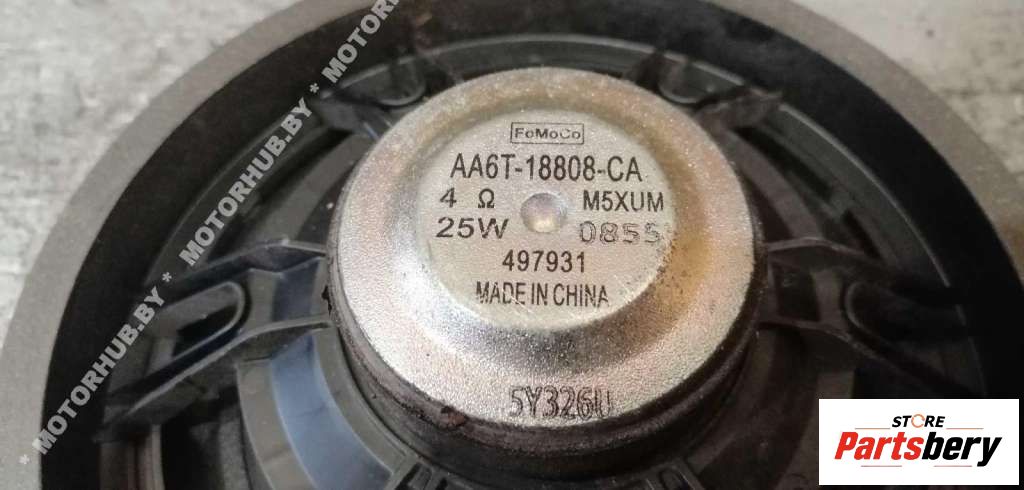 FoMoCo
AA6T-18808-CA
4 Ω M5XUM
25W 0855
497931
MADE IN CHINA
5Y326U
* MOTORHUB.BY * MOTORHUB.BY * MOTORHUB.BY
STORE
Partsbery